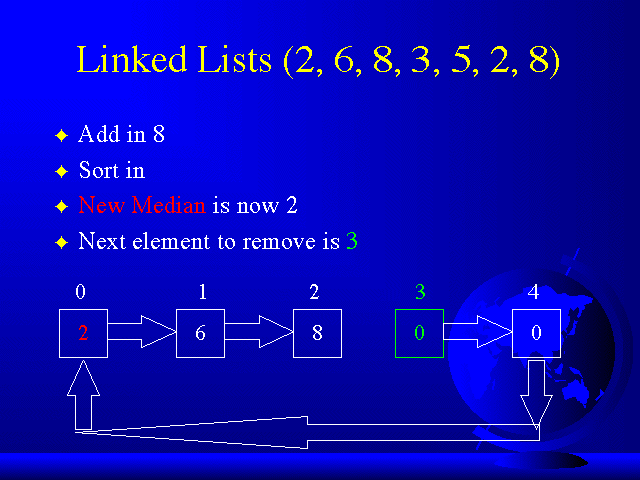 Linked Lists (2, 6, 8, 3, 5, 2, 8)
Add in 8
Sort in
New Median is now 2
Next element to remove is 3
0 1 2 3 4
2 6 8 0 0